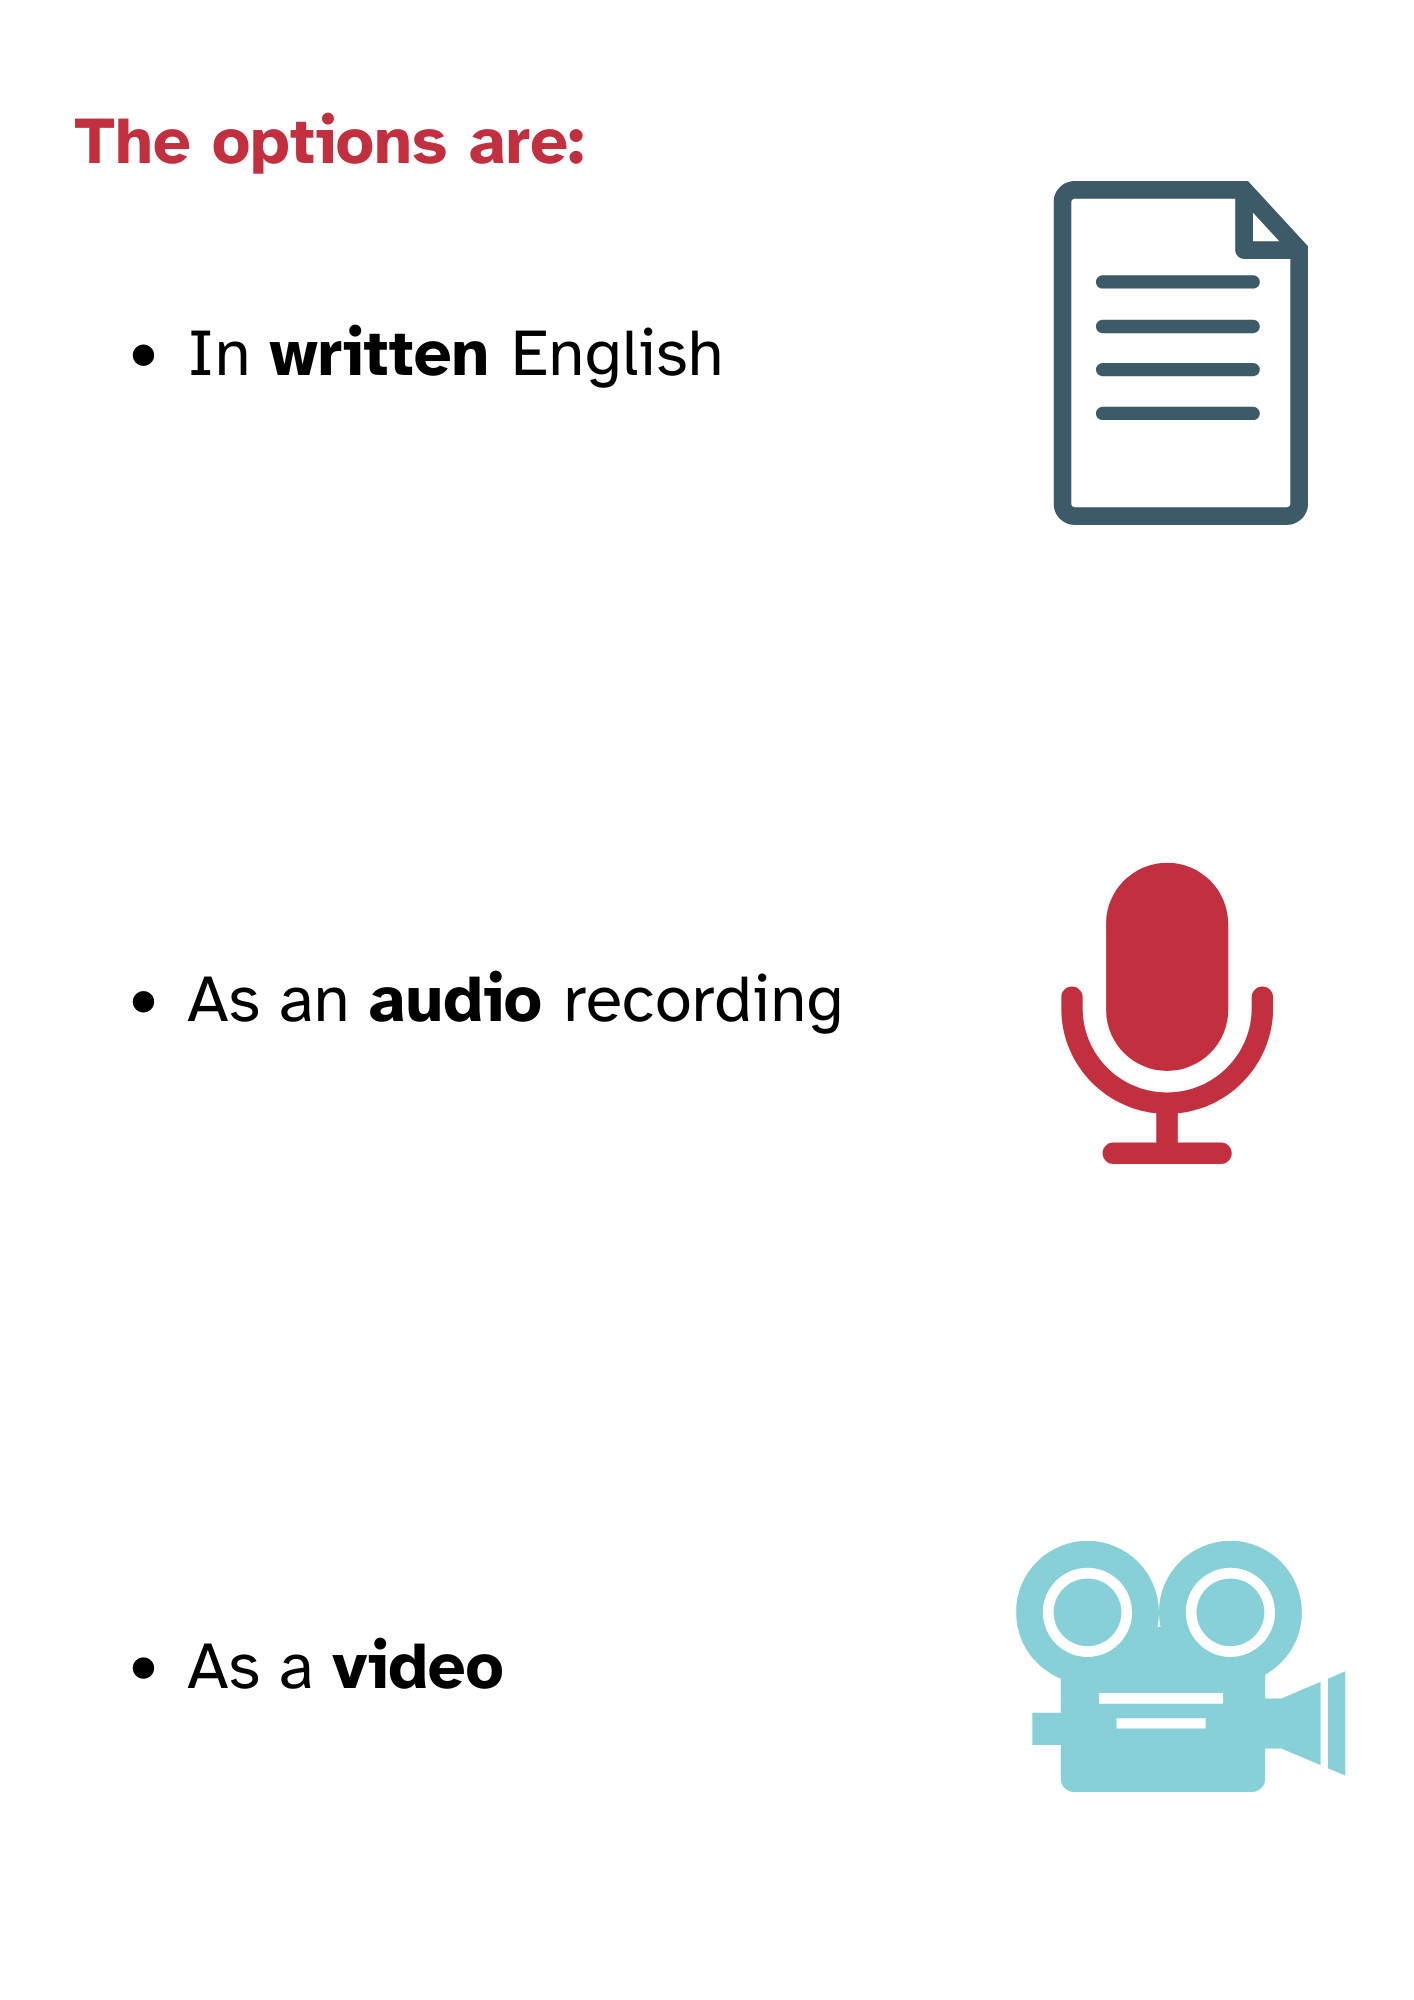 The options are:
• In written English
• As an audio recording
• As a video